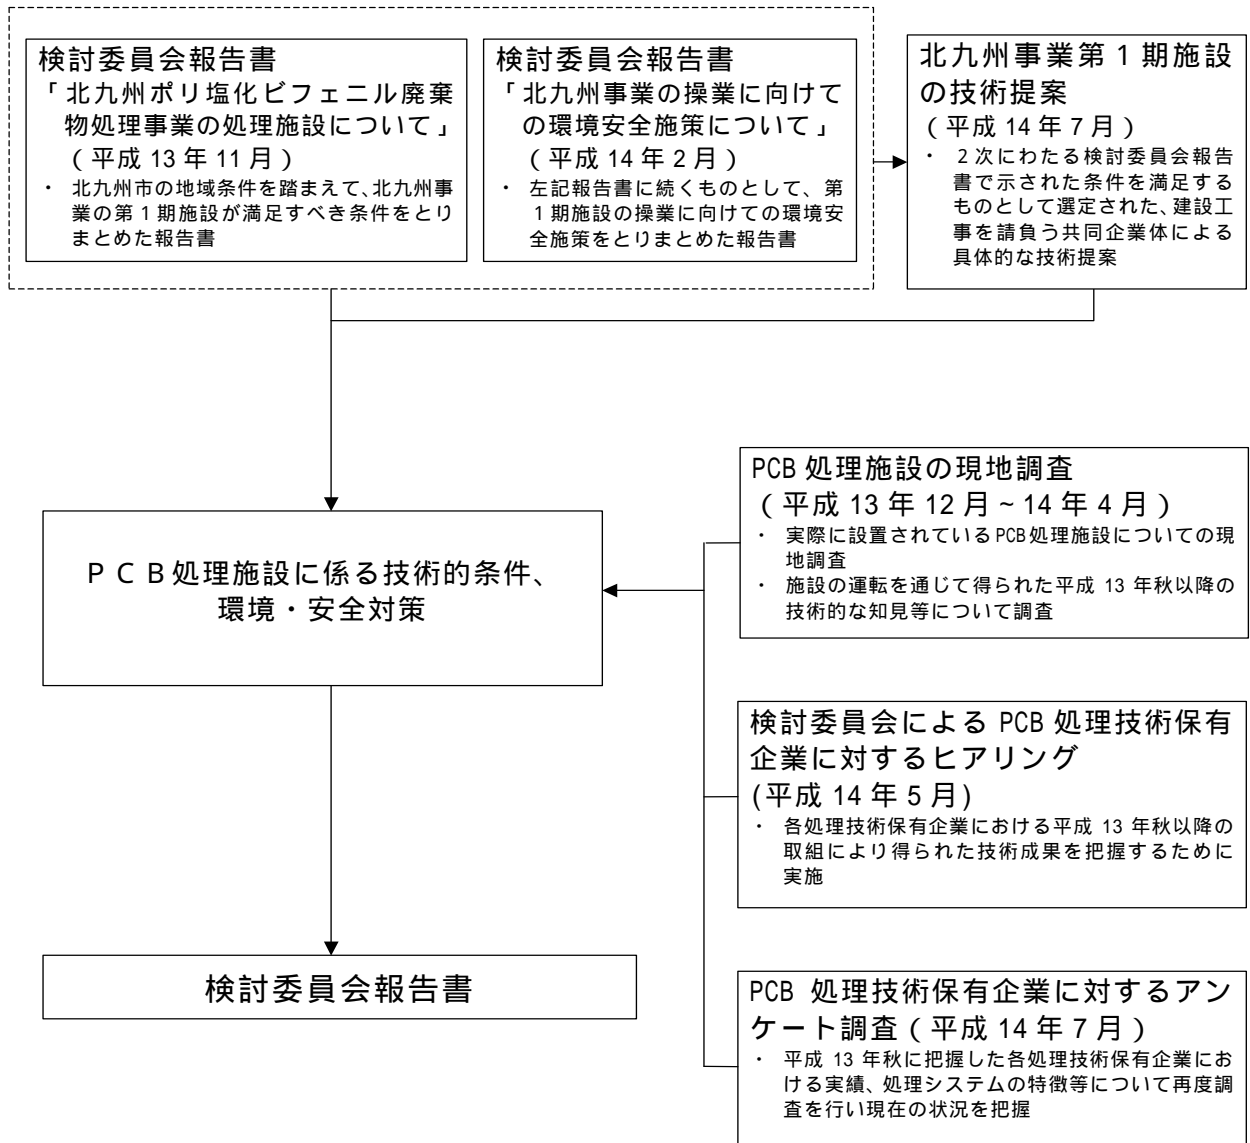 検討委員会報告書
「北九州ポリ塩化ビフェニル廃棄
物処理事業の処理施設について」
（平成 13 年 11 月）
・ 北九州市の地域条件を踏まえて、北九州事
業の第１期施設が満足すべき条件をとり
まとめた報告書
検討委員会報告書
「北九州事業の操業に向けて
の環境安全施策について」
（平成 14 年 2 月）
・ 左記報告書に続くものとして、第
１期施設の操業に向けての環境安
全施策をとりまとめた報告書
北九州事業第１期施設
の技術提案
（平成 14 年 7 月）
・ ２次にわたる検討委員会報告
書で示された条件を満足する
ものとして選定された、建設工
事を請負う共同企業体による
具体的な技術提案
ＰＣＢ処理施設に係る技術的条件、
環境・安全対策
PCB 処理施設の現地調査
（平成 13 年 12 月~14 年 4 月）
・ 実際に設置されているPCB処理施設についての現
地調査
・ 施設の運転を通じて得られた平成 13 年秋以降の
技術的な知見等について調査
検討委員会による PCB 処理技術保有
企業に対するヒアリング
(平成 14 年 5 月)
・ 各処理技術保有企業における平成 13 年秋以降の
取組により得られた技術成果を把握するために
実施
検討委員会報告書
PCB 処理技術保有企業に対するアン
ケート調査（平成 14 年 7 月）
・ 平成 13 年秋に把握した各処理技術保有企業にお
ける実績、処理システムの特徴等について再度調
査を行い現在の状況を把握